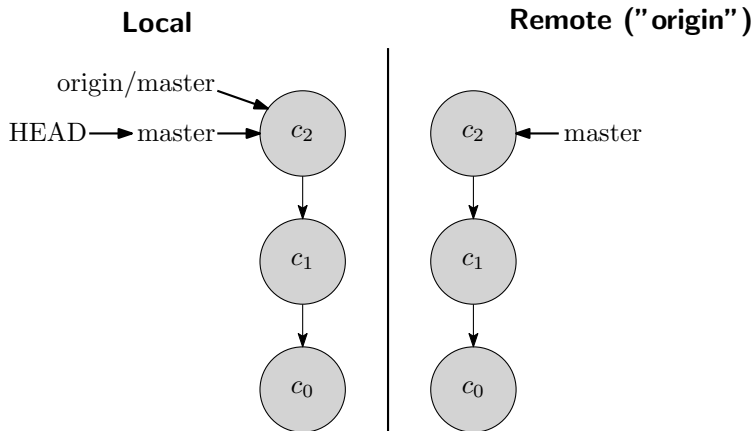 Local
Remote ("origin")
origin/master
HEAD master c₂
c₂ master
c₁
c₁
c₀
c₀